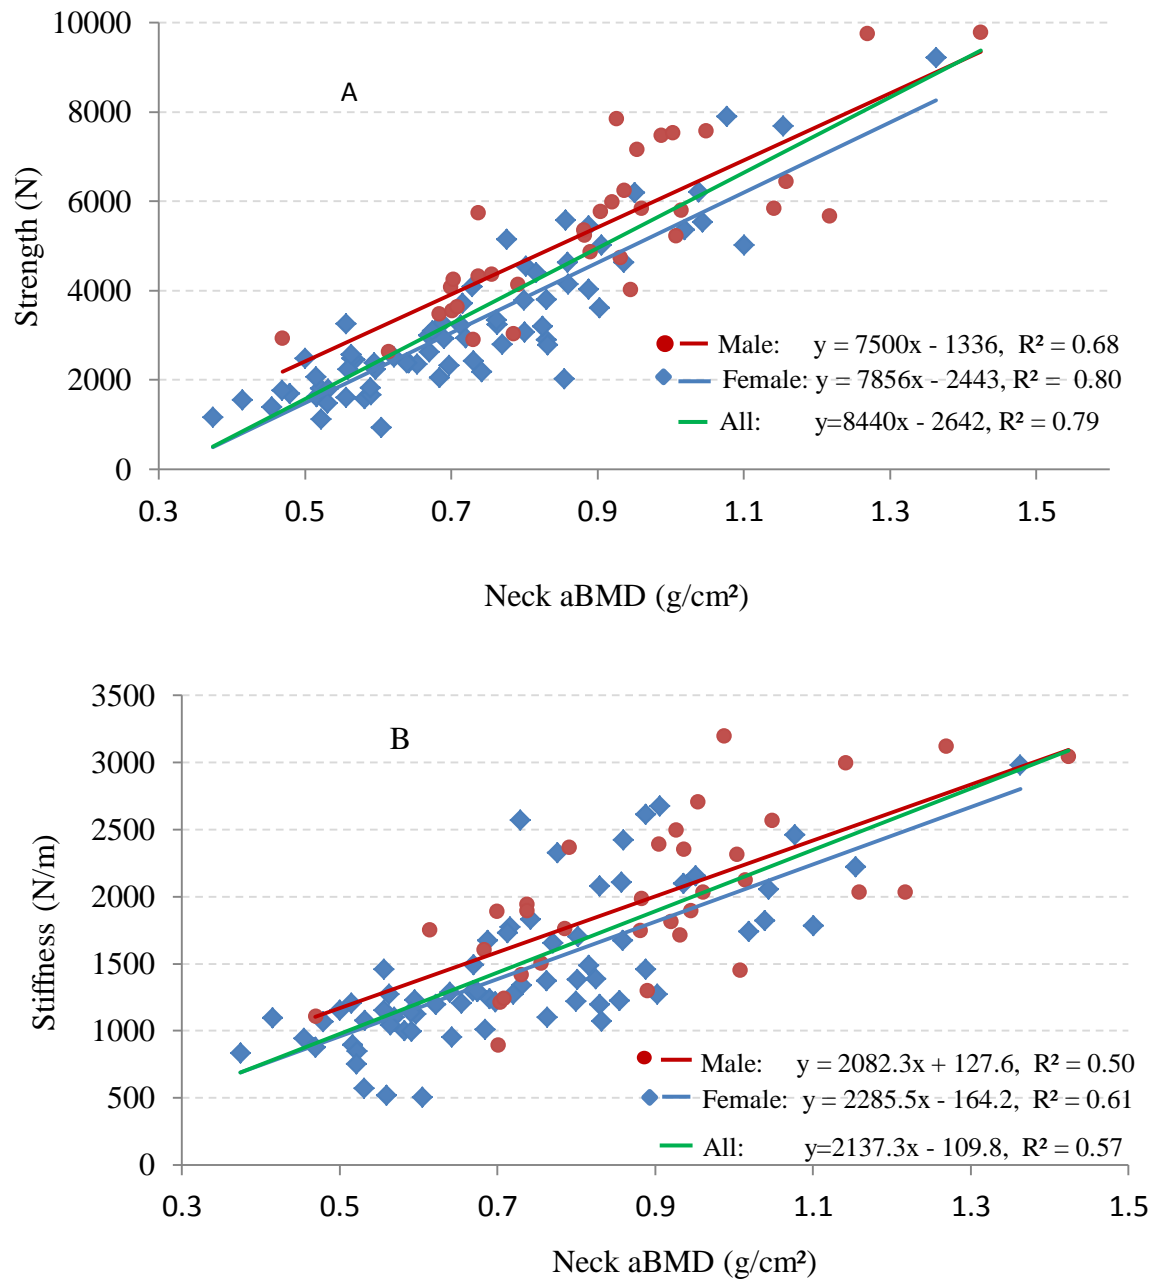 10000
8000
6000
4000
2000
0
Strength (N)
A
Male: y = 7500x - 1336, R² = 0.68
Female: y = 7856x - 2443, R² = 0.80
All: y=8440x - 2642, R² = 0.79
0.3 0.5 0.7 0.9 1.1 1.3 1.5
Neck aBMD (g/cm²)
3500
3000
2500
2000
1500
1000
500
0
Stiffness (N/m)
B
Male: y = 2082.3x + 127.6, R² = 0.50
Female: y = 2285.5x - 164.2, R² = 0.61
All: y=2137.3x - 109.8, R² = 0.57
0.3 0.5 0.7 0.9 1.1 1.3 1.5
Neck aBMD (g/cm²)